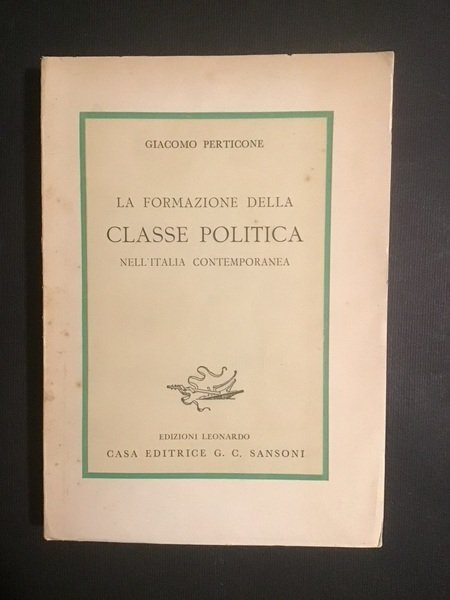 GIACOMO PERTICONE
LA FORMAZIONE DELLA
CLASSE POLITICA
NELL'ITALIA CONTEMPORANEA
EDIZIONI LEONARDO
CASA EDITRICE G. C. SANSONI